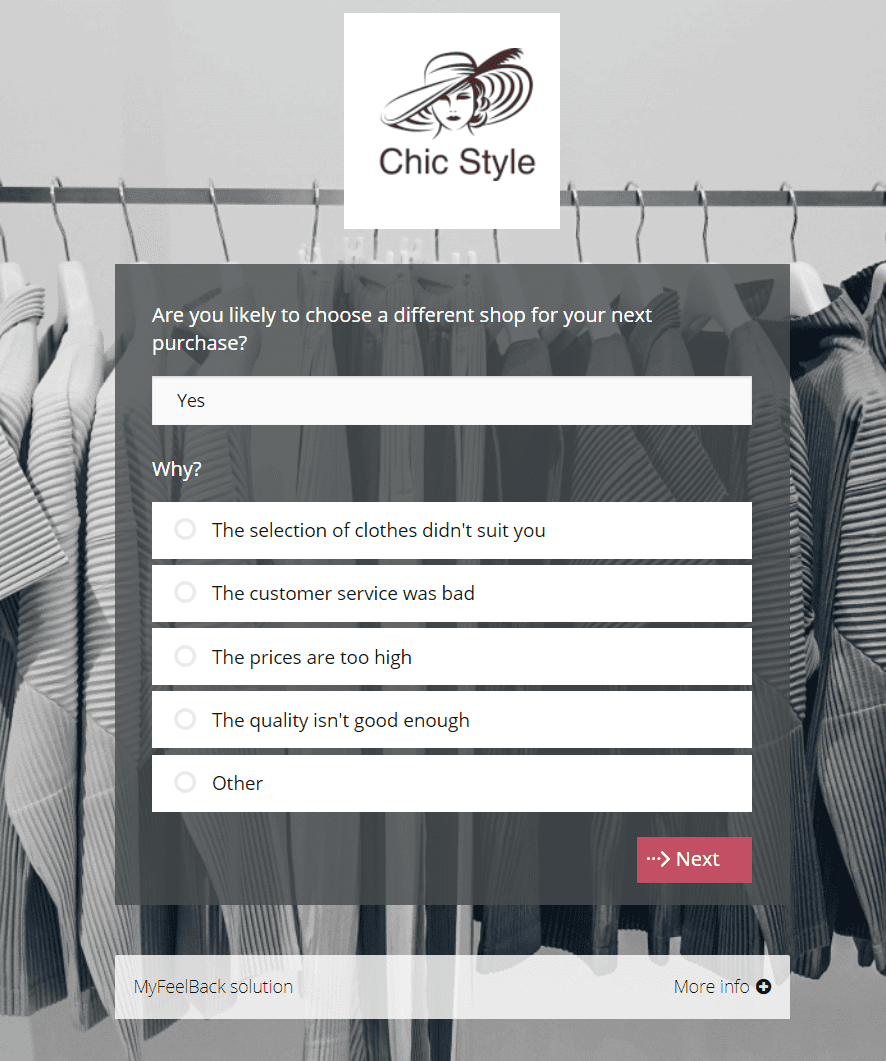 Chic Style
Are you likely to choose a different shop for your next
purchase?
Yes
Why?
The selection of clothes didn't suit you
The customer service was bad
The prices are too high
The quality isn't good enough
Other
Next
MyFeelBack solution
More info